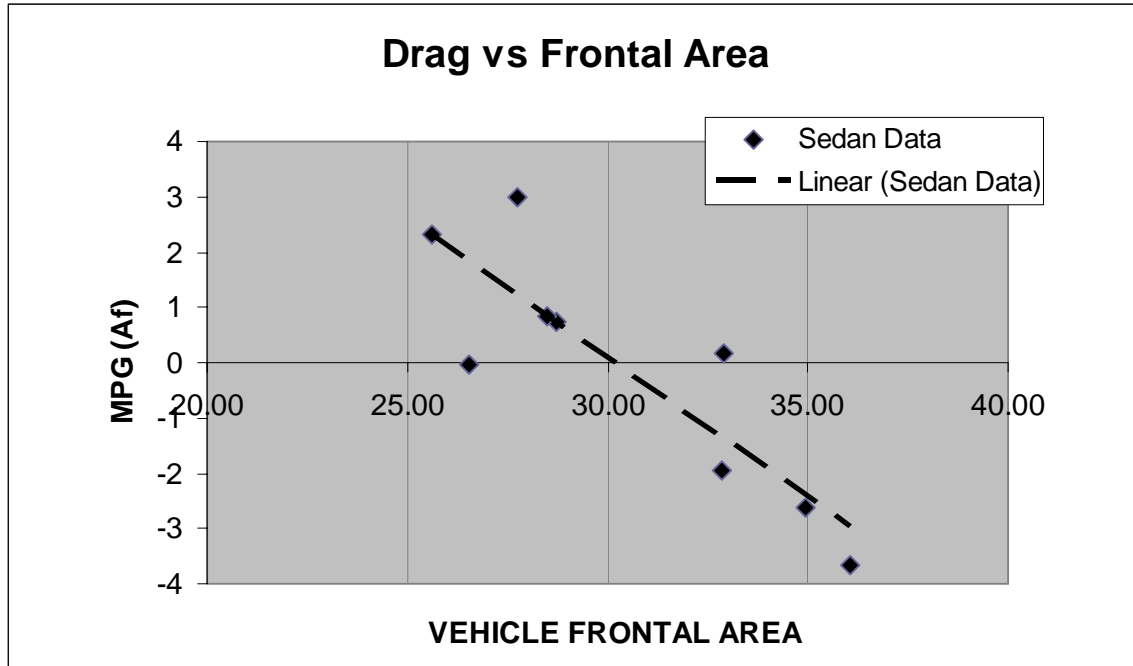 Drag vs Frontal Area
Sedan Data
Linear (Sedan Data)
4
3
2
1
0
-1
-2
-3
-4
20.00 25.00 30.00 35.00 40.00
MPG (Af)
VEHICLE FRONTAL AREA